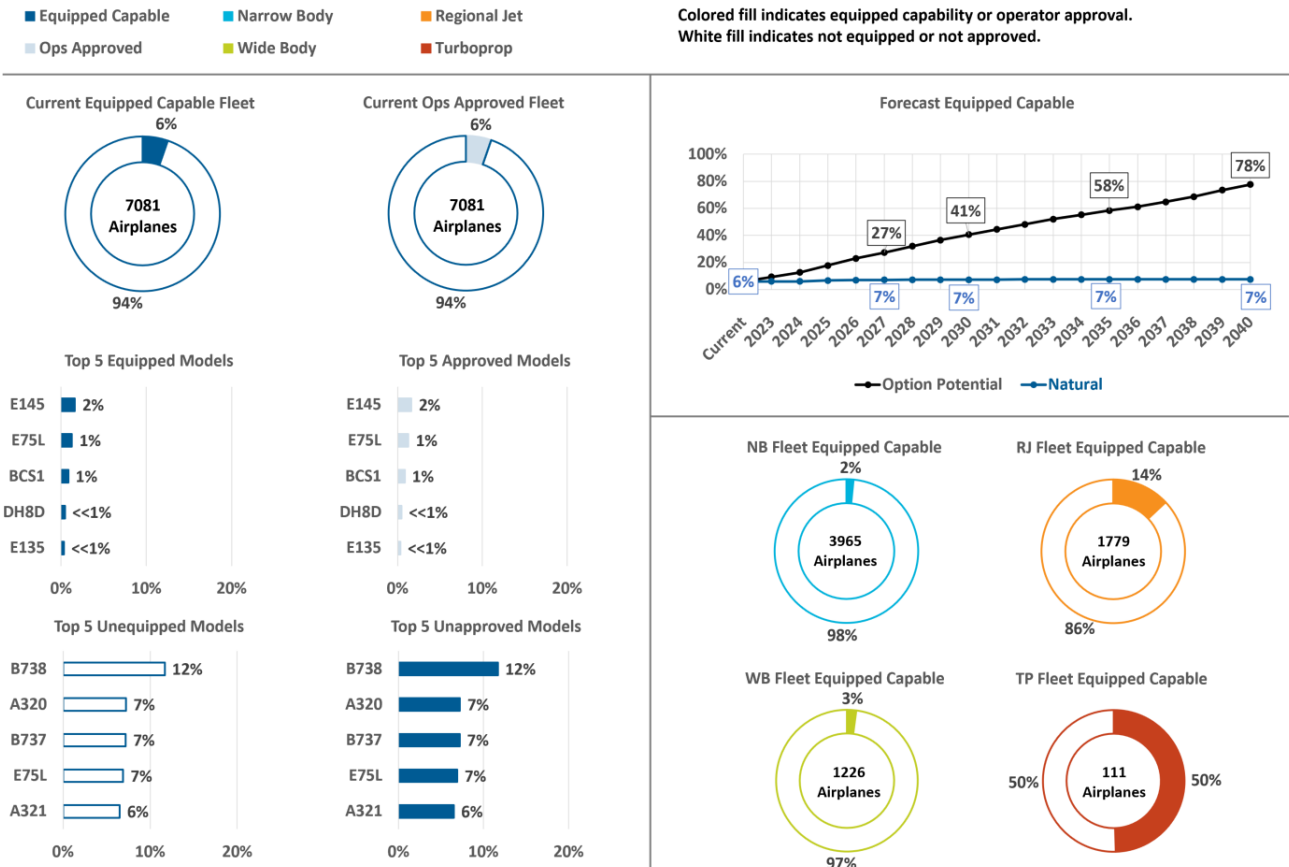 Equipped Capable
Narrow Body
Regional Jet
Ops Approved
Wide Body
Turboprop
Colored fill indicates equipped capability or operator approval.
White fill indicates not equipped or not approved.
Current Equipped Capable Fleet
6%
7081
Airplanes
94%
Current Ops Approved Fleet
6%
7081
Airplanes
94%
Forecast Equipped Capable
100%
80%
60%
40%
20%
0%
27%
41%
58%
78%
6%
7%
7%
7%
7%
Current
2023
2024
2025
2026
2027
2028
2029
2030
2031
2032
2033
2034
2035
2036
2037
2038
2039
2040
Option Potential
Natural
Top 5 Equipped Models
E145 2%
E75L 1%
BCS1 1%
DH8D <<1%
E135 <<1%
0% 10% 20%
Top 5 Approved Models
E145 2%
E75L 1%
BCS1 1%
DH8D <<1%
E135 <<1%
0% 10% 20%
Top 5 Unequipped Models
B738 12%
A320 7%
B737 7%
E75L 7%
A321 6%
0% 10% 20%
Top 5 Unapproved Models
B738 12%
A320 7%
B737 7%
E75L 7%
A321 6%
0% 10% 20%
NB Fleet Equipped Capable
2%
3965
Airplanes
98%
RJ Fleet Equipped Capable
14%
1779
Airplanes
86%
WB Fleet Equipped Capable
3%
1226
Airplanes
97%
TP Fleet Equipped Capable
50%
111
Airplanes
50%